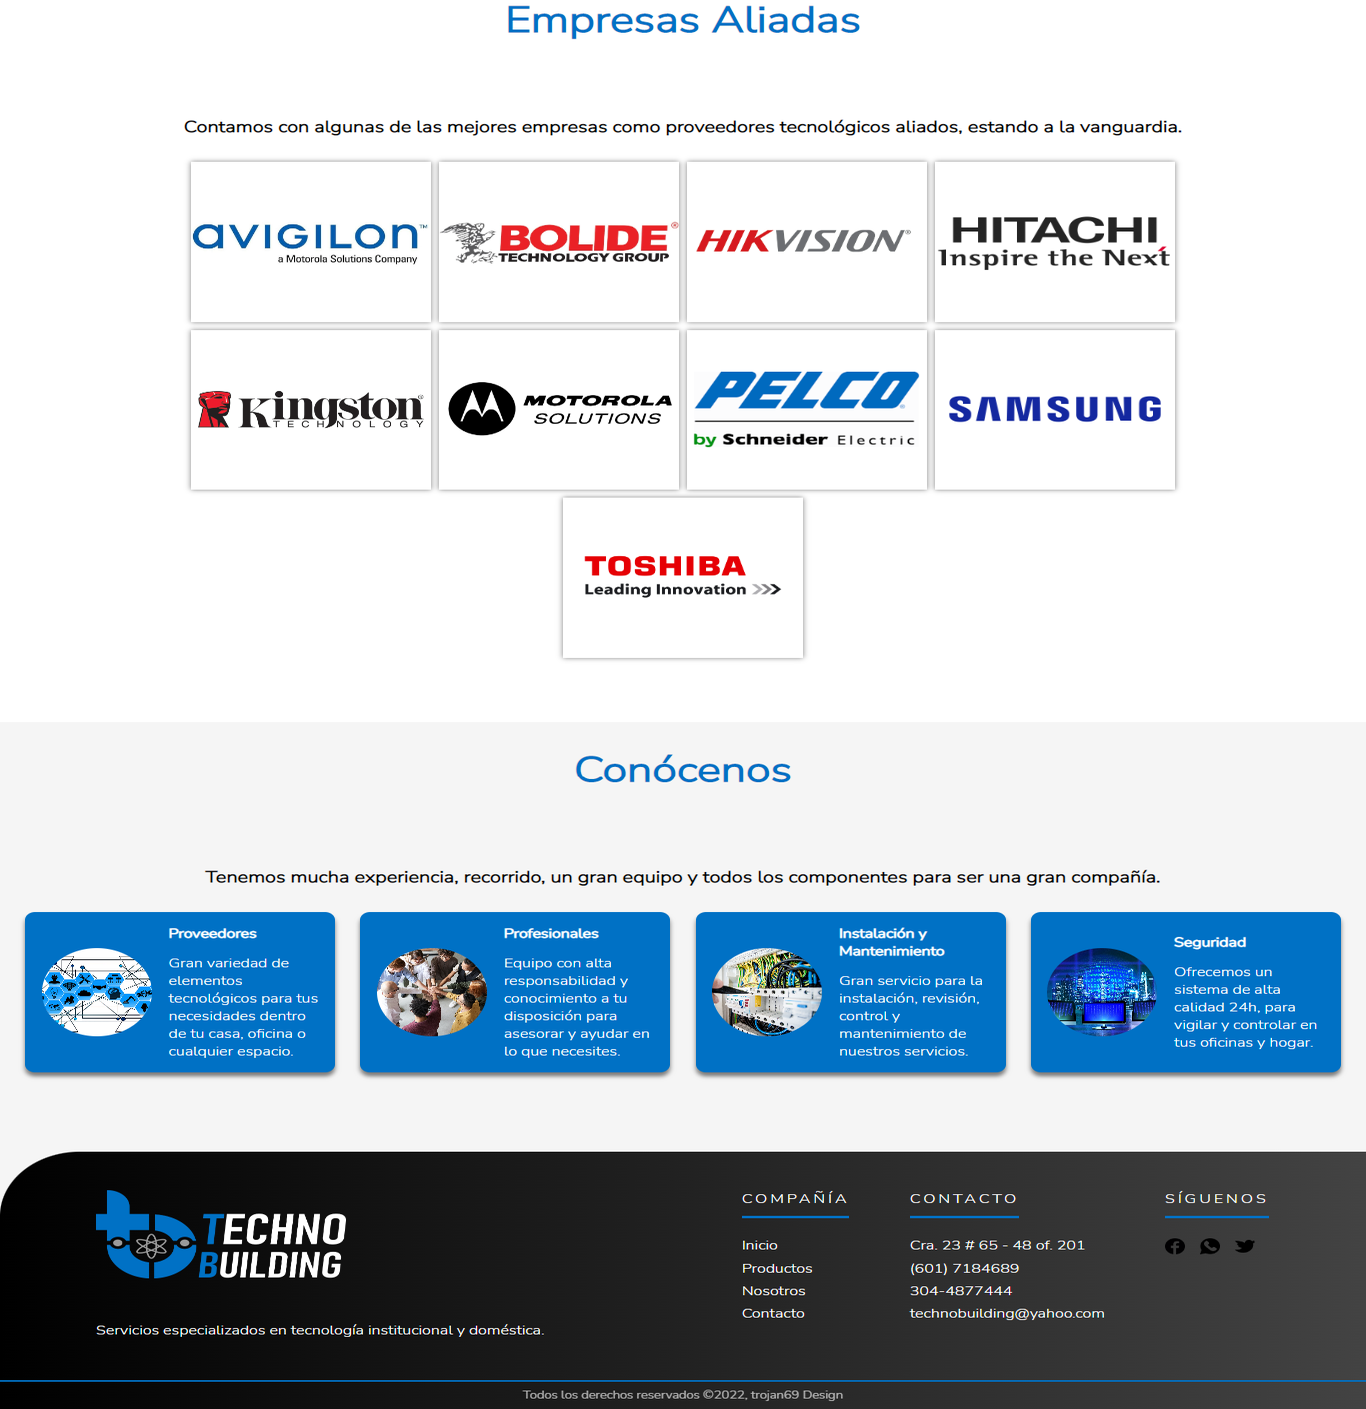 Empresas Aliadas
Contamos con algunas de las mejores empresas como proveedores tecnológicos aliados, estando a la vanguardia.
aVIGILON™
a Motorola Solutions Company
BOLIDE®
TECHNOLOGY GROUP
HIKVISION®
HITACHI
Inspire the Next
Kingston®
TECHNOLOGY
MOTOROLA
SOLUTIONS
PELCO®
by Schneider Electric
SAMSUNG
TOSHIBA
Leading Innovation >>>
Conócenos
Tenemos mucha experiencia, recorrido, un gran equipo y todos los componentes para ser una gran compañía.
Proveedores
Gran variedad de
elementos
tecnológicos para tus
necesidades dentro
de tu casa, oficina o
cualquier espacio.
Profesionales
Equipo con alta
responsabilidad y
conocimiento a tu
disposición para
asesorar y ayudar en
lo que necesites.
Instalación y
Mantenimiento
Gran servicio para la
instalación, revisión,
control y
mantenimiento de
nuestros servicios.
Seguridad
Ofrecemos un
sistema de alta
calidad 24h, para
vigilar y controlar en
tus oficinas y hogar.
tb TECHNO
BUILDING
Servicios especializados en tecnología institucional y doméstica.
COMPAÑÍA
Inicio
Productos
Nosotros
Contacto
CONTACTO
Cra. 23 # 65 - 48 of. 201
(601) 7184689
304-4877444
technobuilding@yahoo.com
SÍGUENOS
Todos los derechos reservados ©2022, trojan69 Design